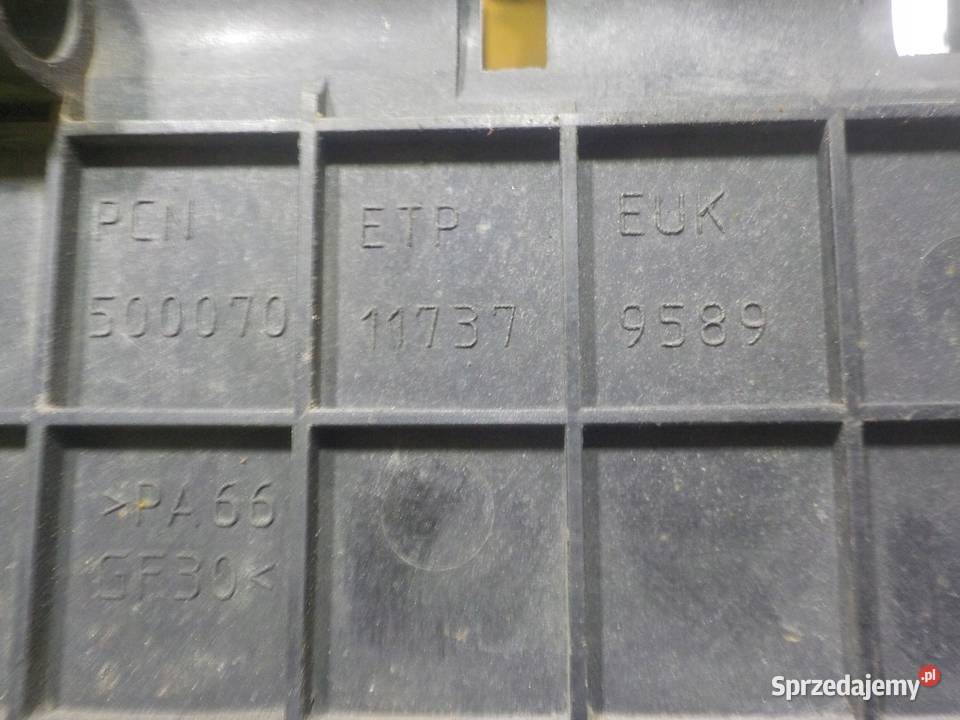 PCN
500070
ETP
11737
EUK
9589
>PA 66
GF30<
Sprzedajemy.pl